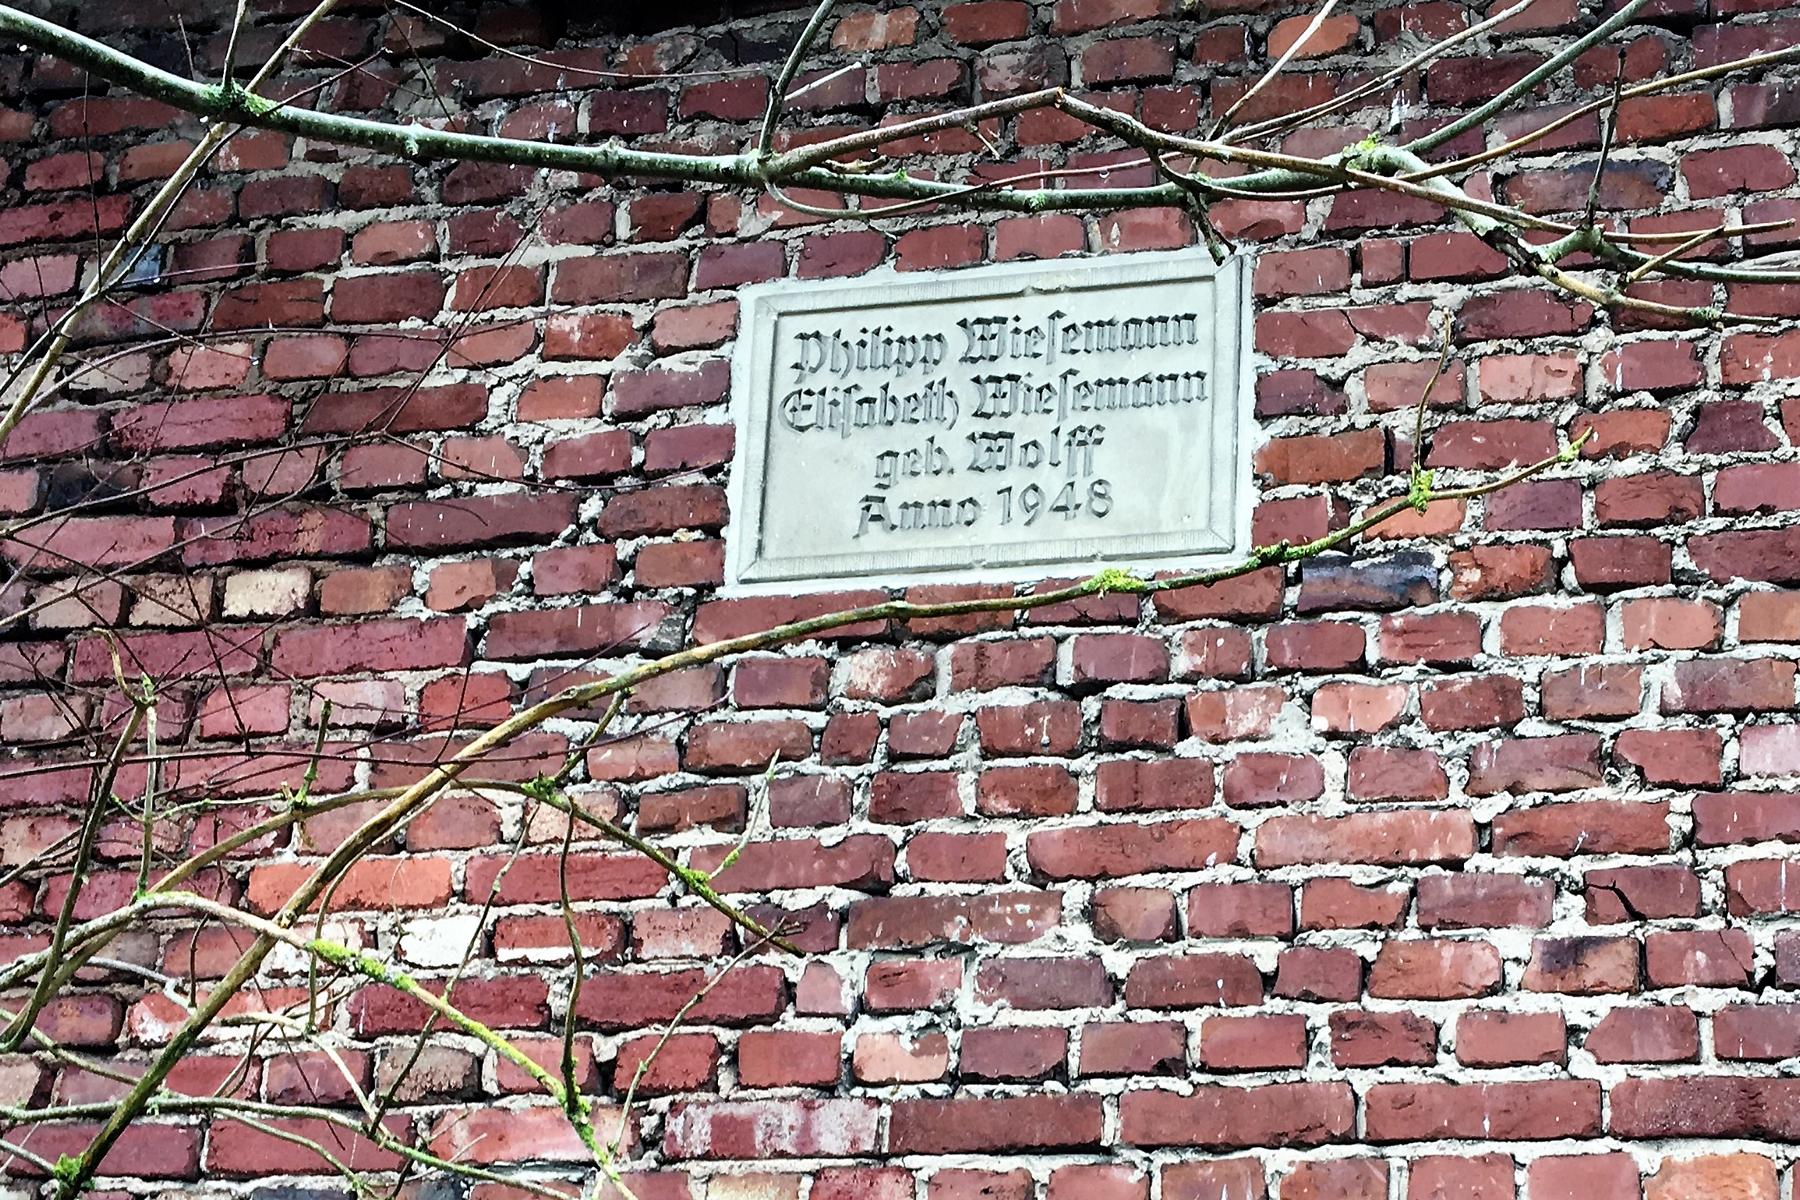 Philipp Wieſemann
Eliſabeth Wieſemann
geb. Wolff
Anno 1948